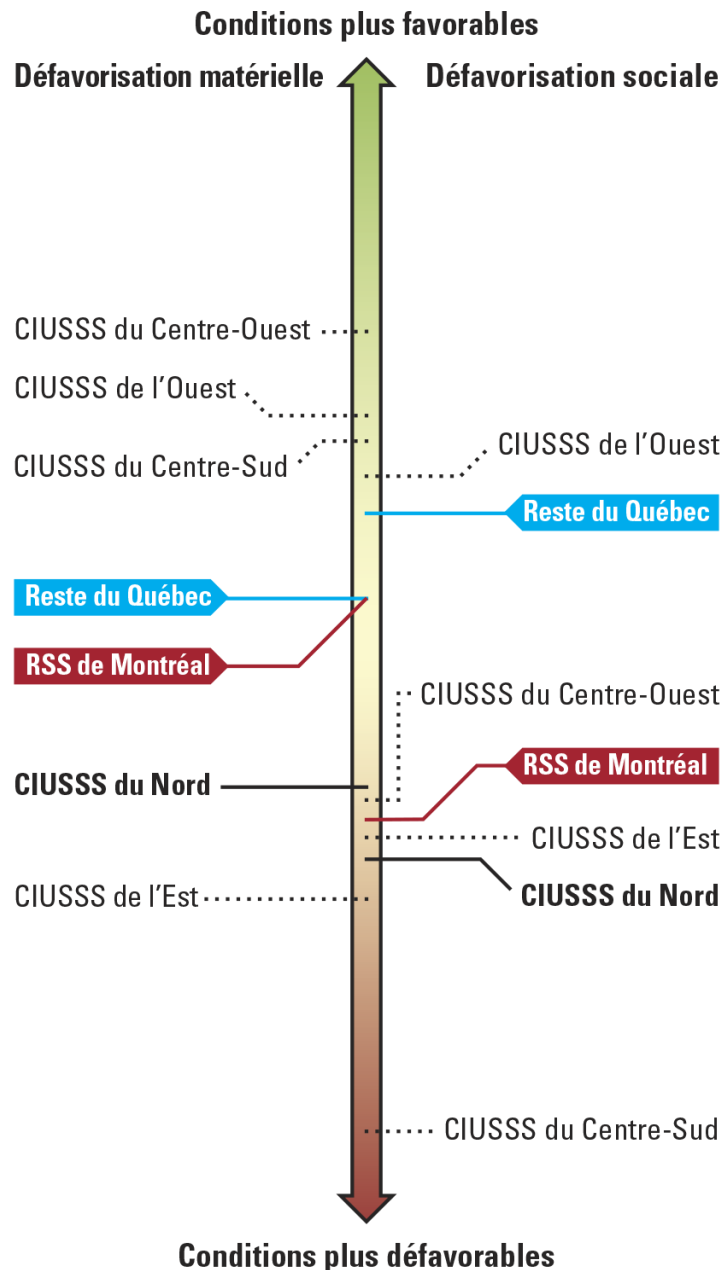 Conditions plus favorables
Défavorisation matérielle
Défavorisation sociale
CIUSSS du Centre-Ouest
CIUSSS de l'Ouest
CIUSSS du Centre-Sud
CIUSSS de l'Ouest
Reste du Québec
Reste du Québec
RSS de Montréal
CIUSSS du Centre-Ouest
RSS de Montréal
CIUSSS du Nord
CIUSSS de l'Est
CIUSSS de l'Est
CIUSSS du Nord
CIUSSS du Centre-Sud
Conditions plus défavorables